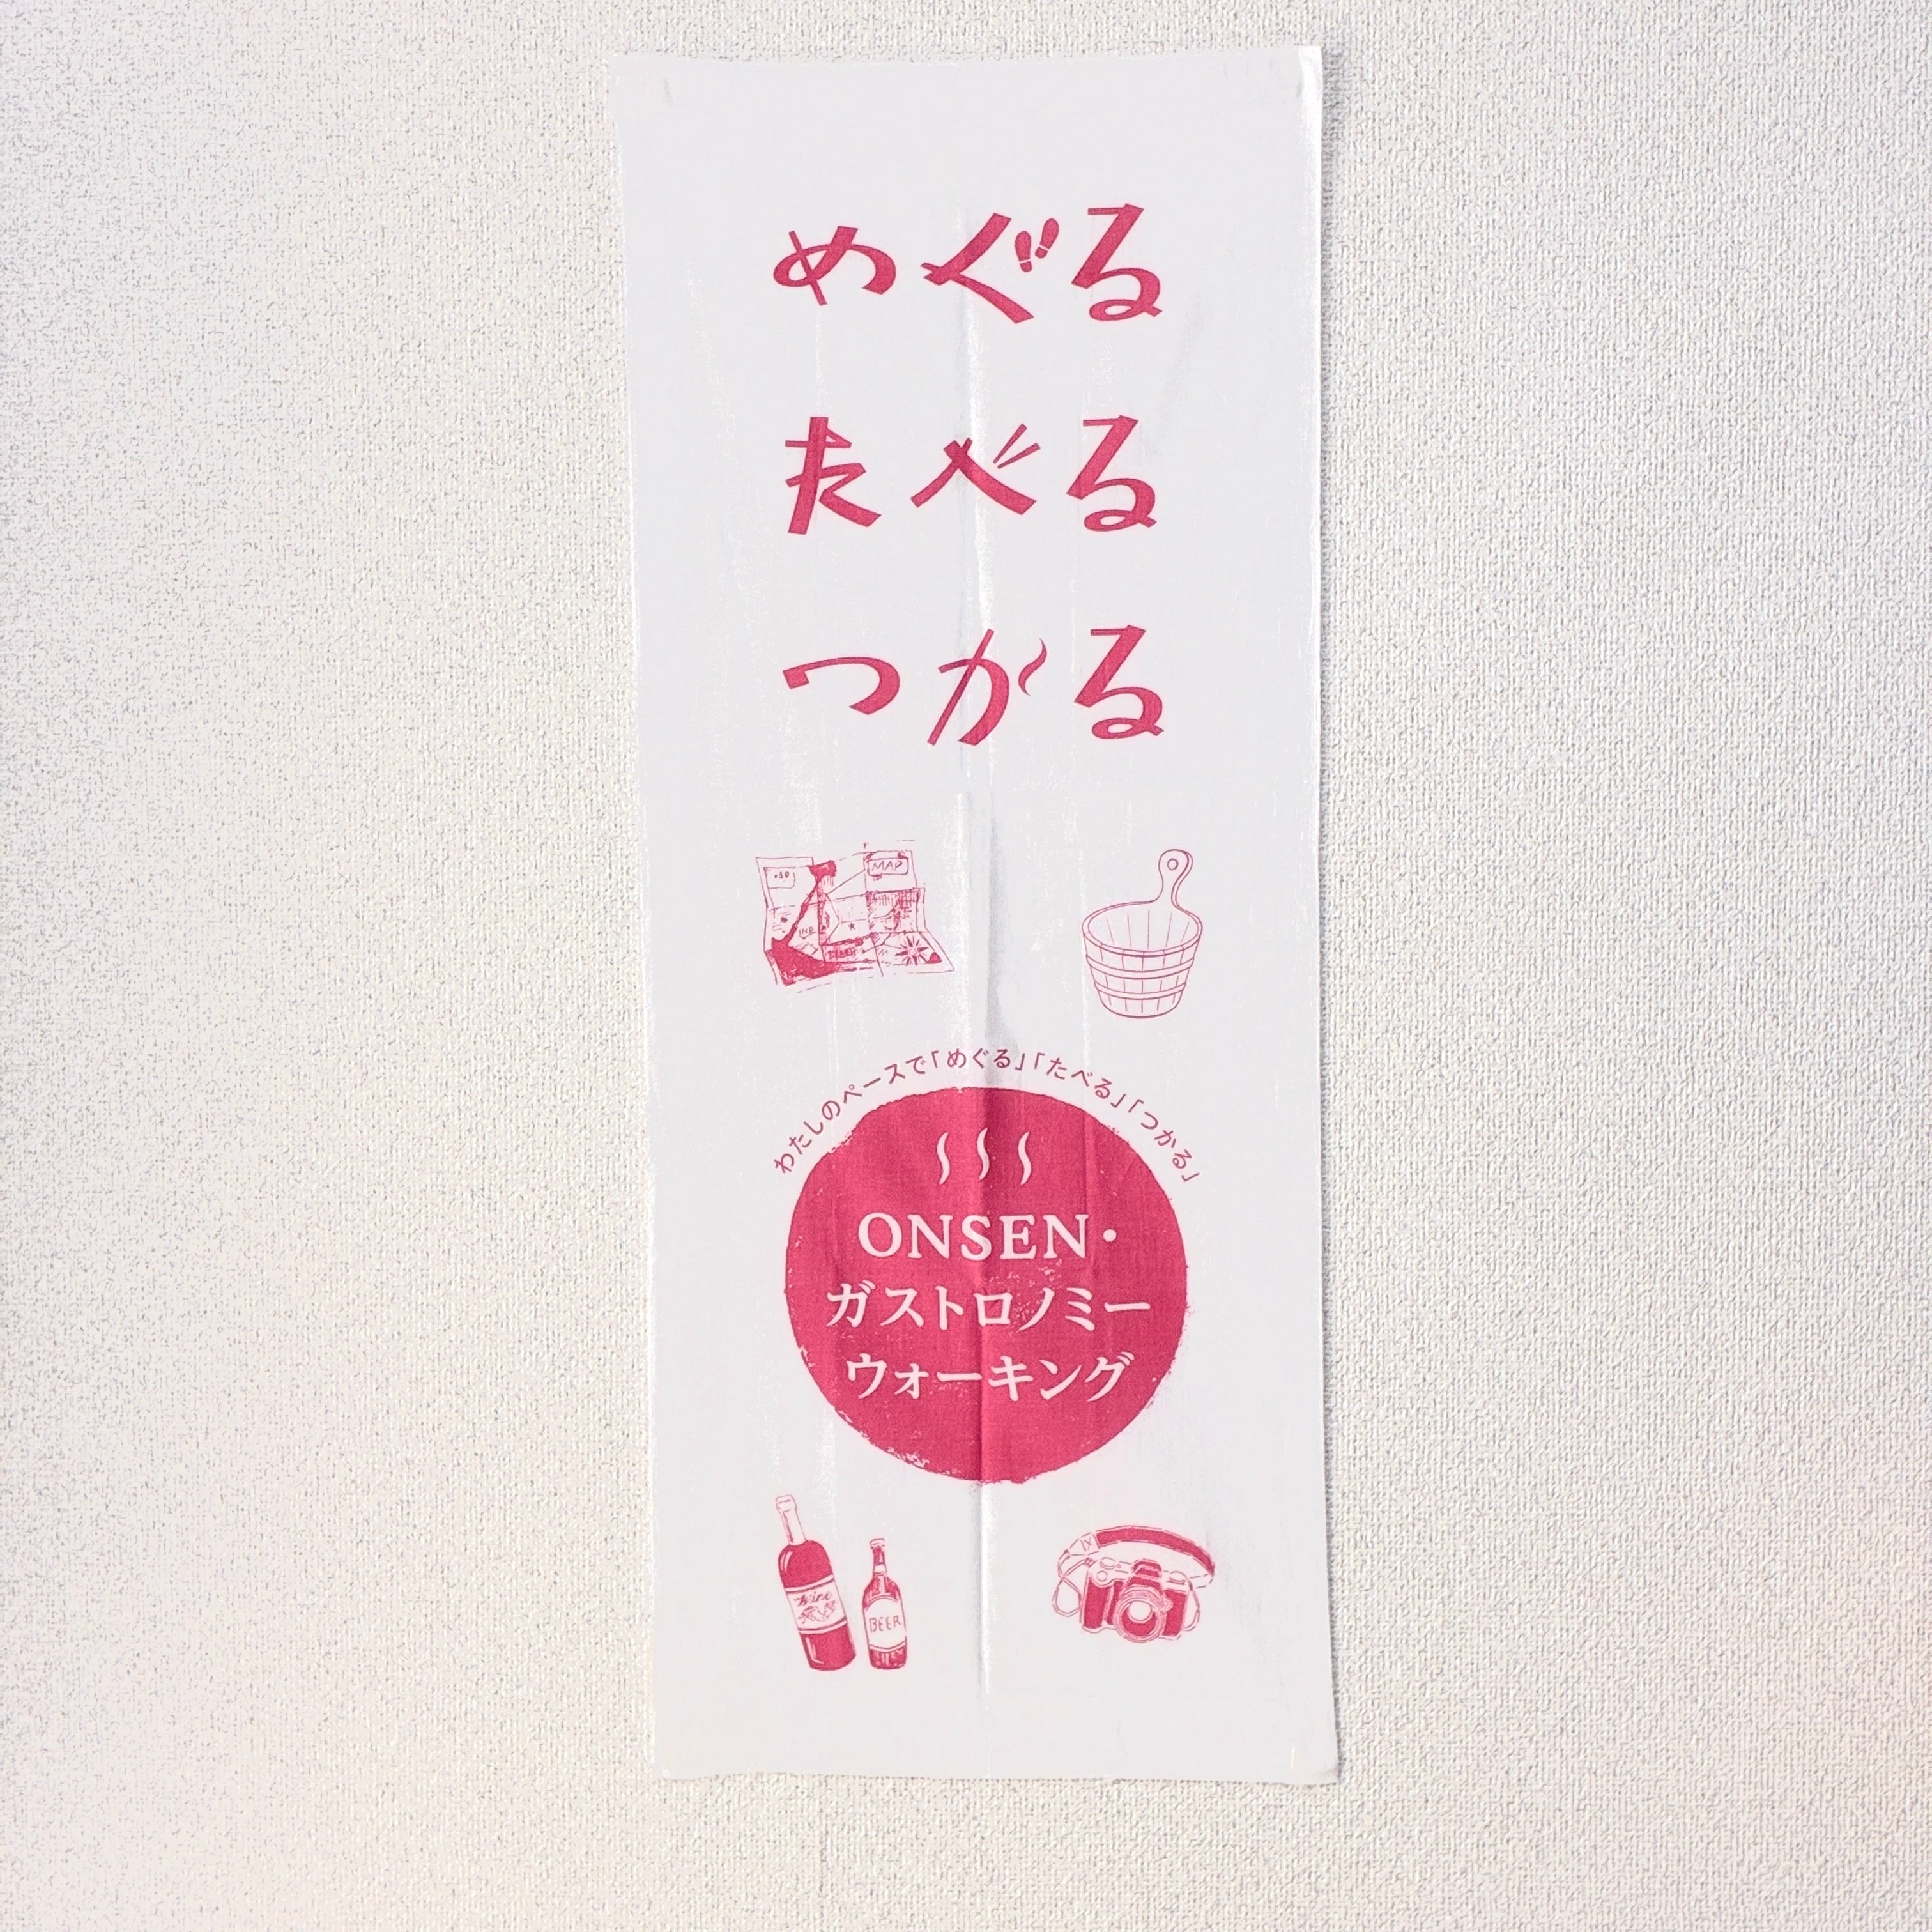 めぐる
たべる
つかる
MAP
わたしのペースで「めぐる」「たべる」「つかる」
ONSEN・
ガストロノミー
ウォーキング
Wine
BEER